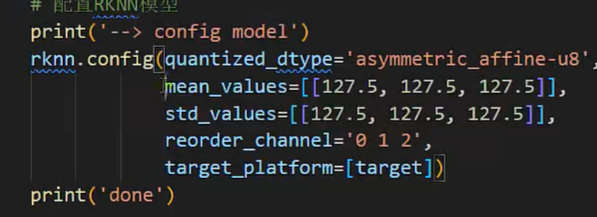 # 配置RKNN模型
print('--> config model')
rknn.config(quantized_dtype='asymmetric_affine-u8',
mean_values=[[127.5, 127.5, 127.5]],
std_values=[[127.5, 127.5, 127.5]],
reorder_channel='0 1 2',
target_platform=[target])
print('done')